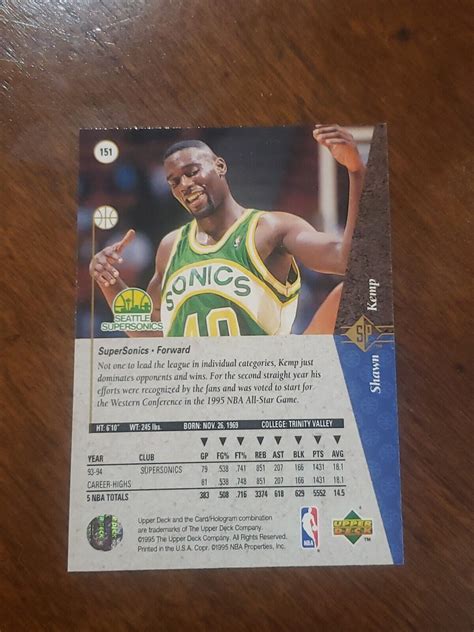 151
SONICS
40
SEATTLE
SUPERSONICS
Shawn Kemp
SP
SuperSonics · Forward
Not one to lead the league in individual categories, Kemp just
dominates opponents and wins. For the second straight year his
efforts were recognized by the fans and was voted to start for
the Western Conference in the 1995 NBA All-Star Game.
HT: 6'10" WT: 245 lbs. BORN: NOV. 26, 1969 COLLEGE: TRINITY VALLEY
YEAR CLUB GP FG% FT% REB AST BLK PTS AVG
93-94 SUPERSONICS 79 .538 .741 851 207 166 1431 18.1
CAREER-HIGHS 81 .538 .741 851 207 166 1431 18.1
5 NBA TOTALS 383 .508 .716 3374 618 629 5552 14.5
Upper Deck and the Card/Hologram combination
are trademarks of The Upper Deck Company.
©1995 The Upper Deck Company. All Rights Reserved.
Printed in the U.S.A. Copr. ©1995 NBA Properties, Inc.
NBA
UPPER
DECK
TM